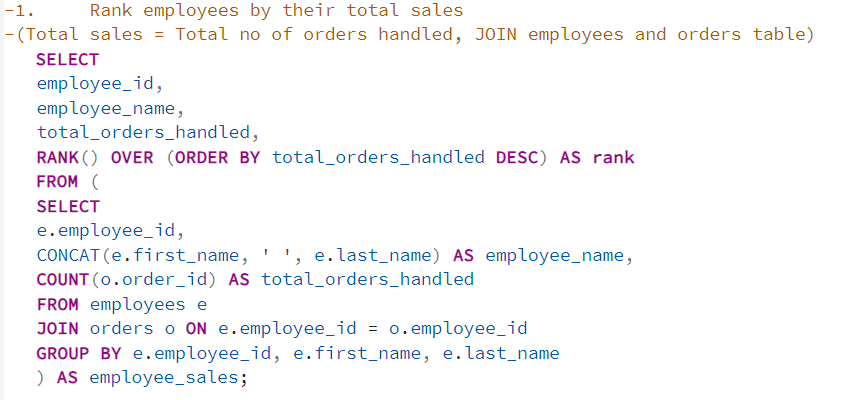 -1.     Rank employees by their total sales
-(Total sales = Total no of orders handled, JOIN employees and orders table)
SELECT
employee_id,
employee_name,
total_orders_handled,
RANK() OVER (ORDER BY total_orders_handled DESC) AS rank
FROM (
SELECT
e.employee_id,
CONCAT(e.first_name, ' ', e.last_name) AS employee_name,
COUNT(o.order_id) AS total_orders_handled
FROM employees e
JOIN orders o ON e.employee_id = o.employee_id
GROUP BY e.employee_id, e.first_name, e.last_name
) AS employee_sales;